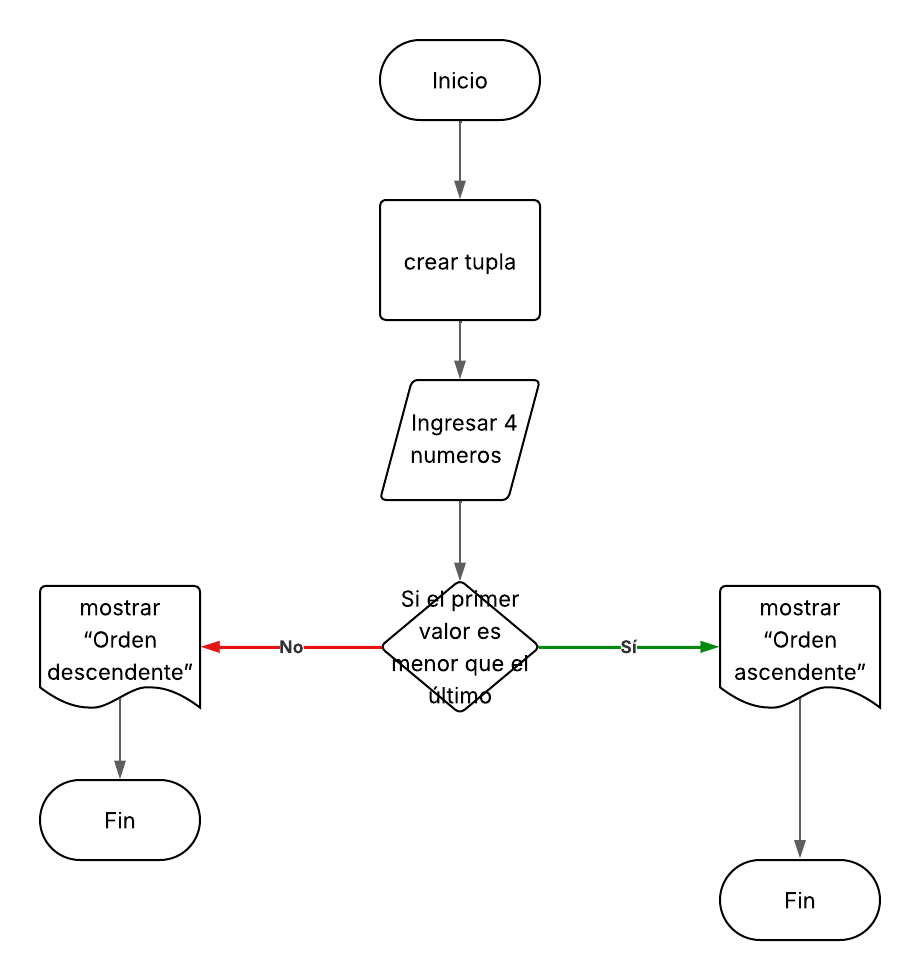 Inicio
crear tupla
Ingresar 4
numeros
Si el primer
valor es
menor que el
último
No
Sí
mostrar
“Orden
descendente”
mostrar
“Orden
ascendente”
Fin
Fin